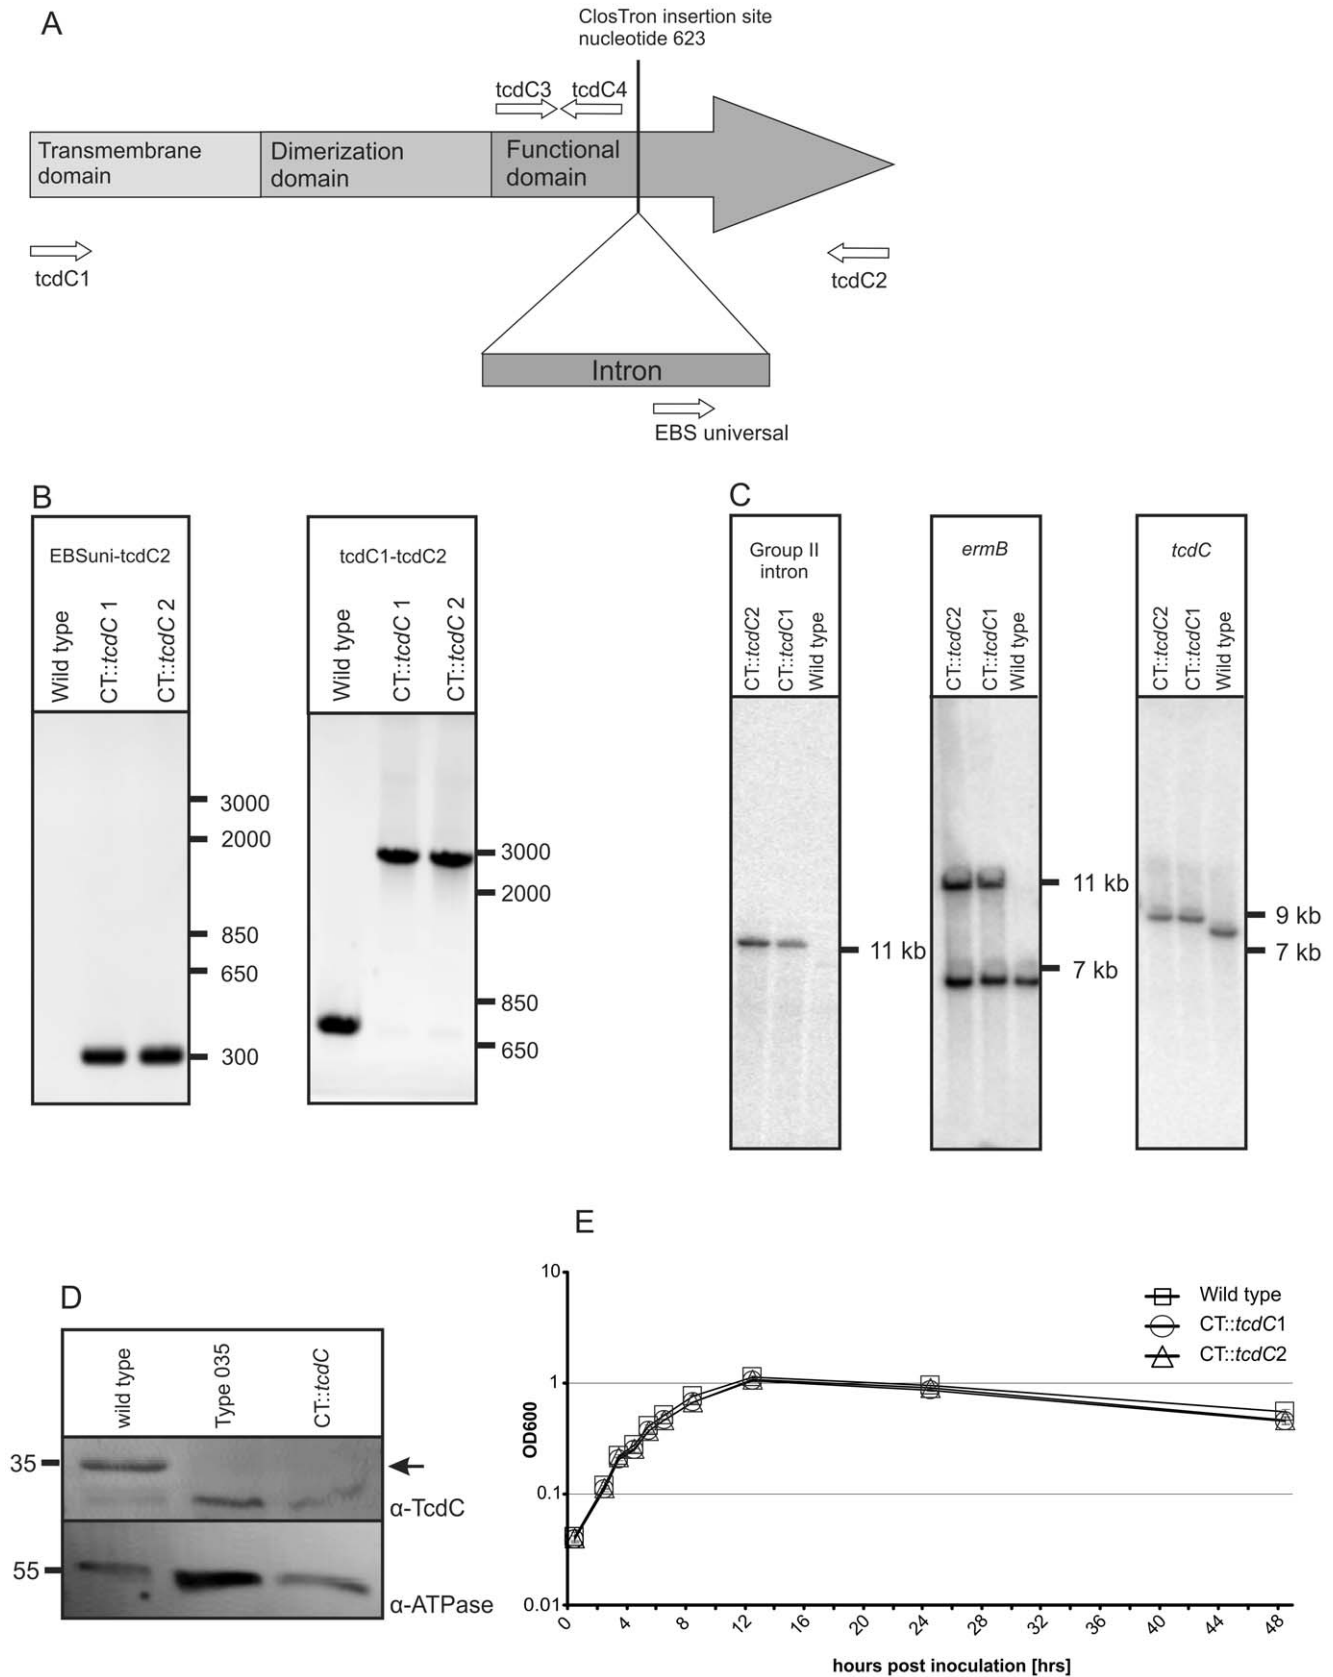 A
ClosTron insertion site
nucleotide 623
tcdC3
tcdC4
Transmembrane
domain
Dimerization
domain
Functional
domain
tcdC1
tcdC2
Intron
EBS universal
B
EBSuni-tcdC2
Wild type
CT::tcdC 1
CT::tcdC 2
3000
2000
850
650
300
tcdC1-tcdC2
Wild type
CT::tcdC 1
CT::tcdC 2
3000
2000
850
650
C
Group II
intron
CT::tcdC2
CT::tcdC1
Wild type
11 kb
ermB
CT::tcdC2
CT::tcdC1
Wild type
11 kb
7 kb
tcdC
CT::tcdC2
CT::tcdC1
Wild type
9 kb
7 kb
D
wild type
Type 035
CT::tcdC
35
α-TcdC
55
α-ATPase
E
10
1
0.1
0.01
OD600
Wild type
CT::tcdC1
CT::tcdC2
0 4 8 12 16 20 24 28 32 36 40 44 48
hours post inoculation [hrs]